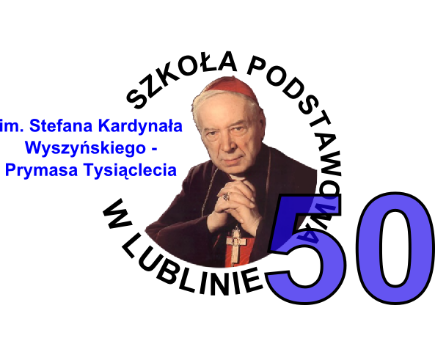 SZKOŁA PODSTAWOWA
im. Stefana Kardynała
Wyszyńskiego -
Prymasa Tysiąclecia
W LUBLINIE
50